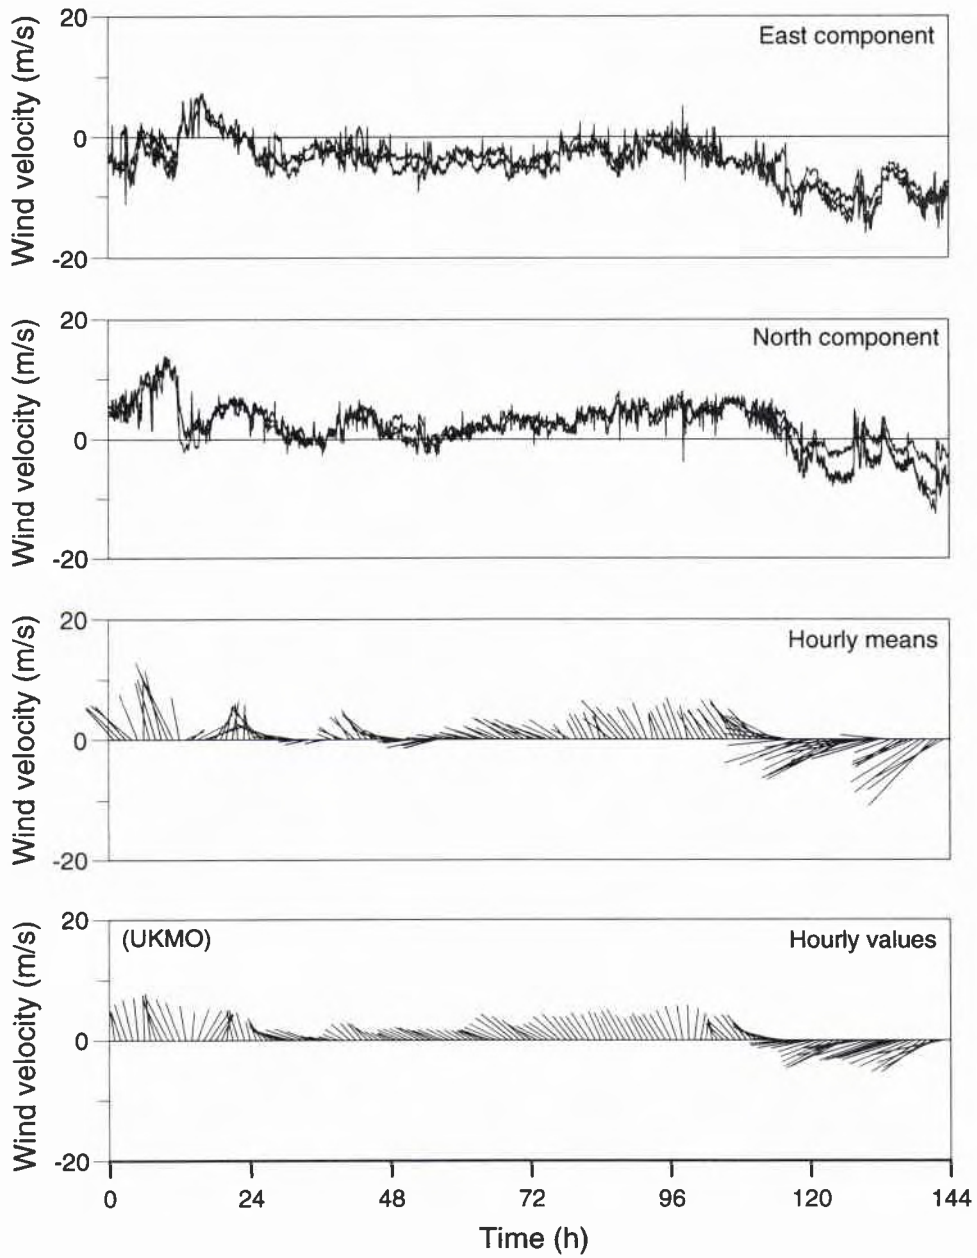 Wind velocity (m/s)
20
0
-20
East component
Wind velocity (m/s)
20
0
-20
North component
Wind velocity (m/s)
20
0
-20
Hourly means
Wind velocity (m/s)
20
0
-20
(UKMO)
Hourly values
0 24 48 72 96 120 144
Time (h)